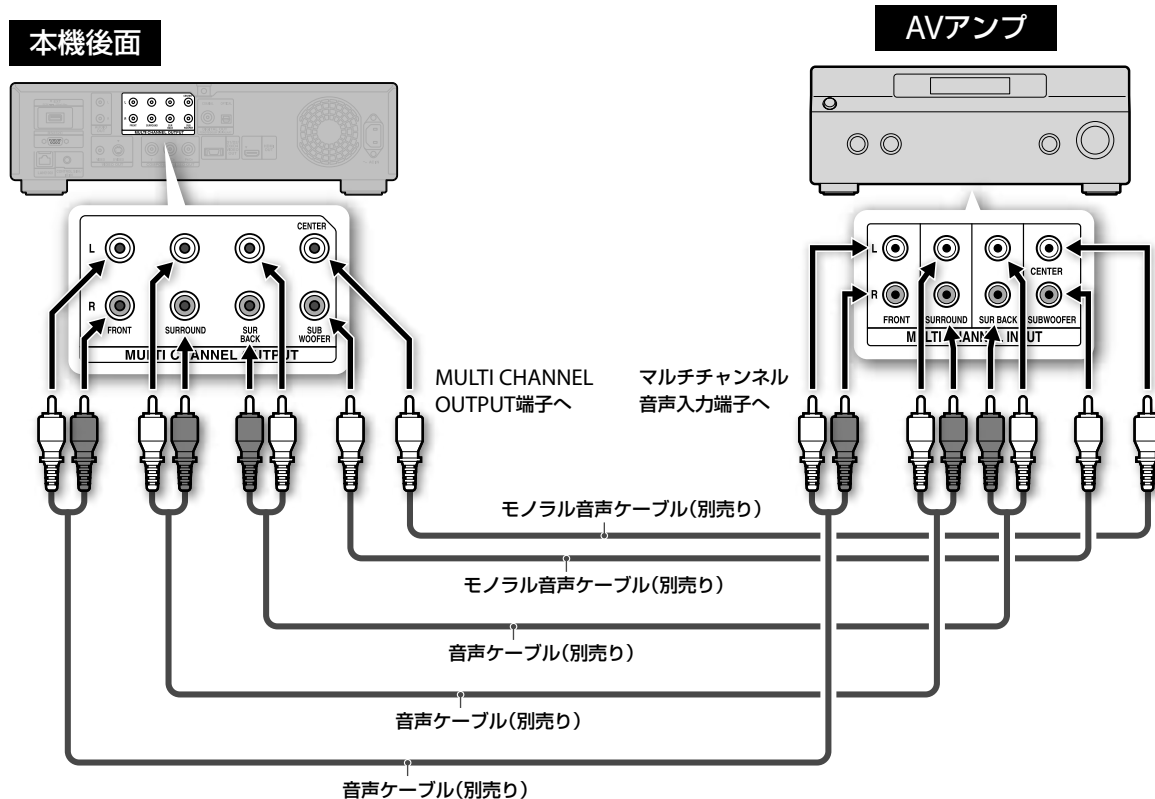 本機後面
AVアンプ
MULTI CHANNEL OUTPUT
CENTER
L
R
FRONT
SURROUND
SUR
BACK
SUB
WOOFER
MULTI CHANNEL OUTPUT
L
R
CENTER
FRONT
SURROUND
SUR BACK
SUBWOOFER
MULTI CHANNEL INPUT
MULTI CHANNEL
OUTPUT端子へ
マルチチャンネル
音声入力端子へ
モノラル音声ケーブル（別売り）
モノラル音声ケーブル（別売り）
音声ケーブル（別売り）
音声ケーブル（別売り）
音声ケーブル（別売り）